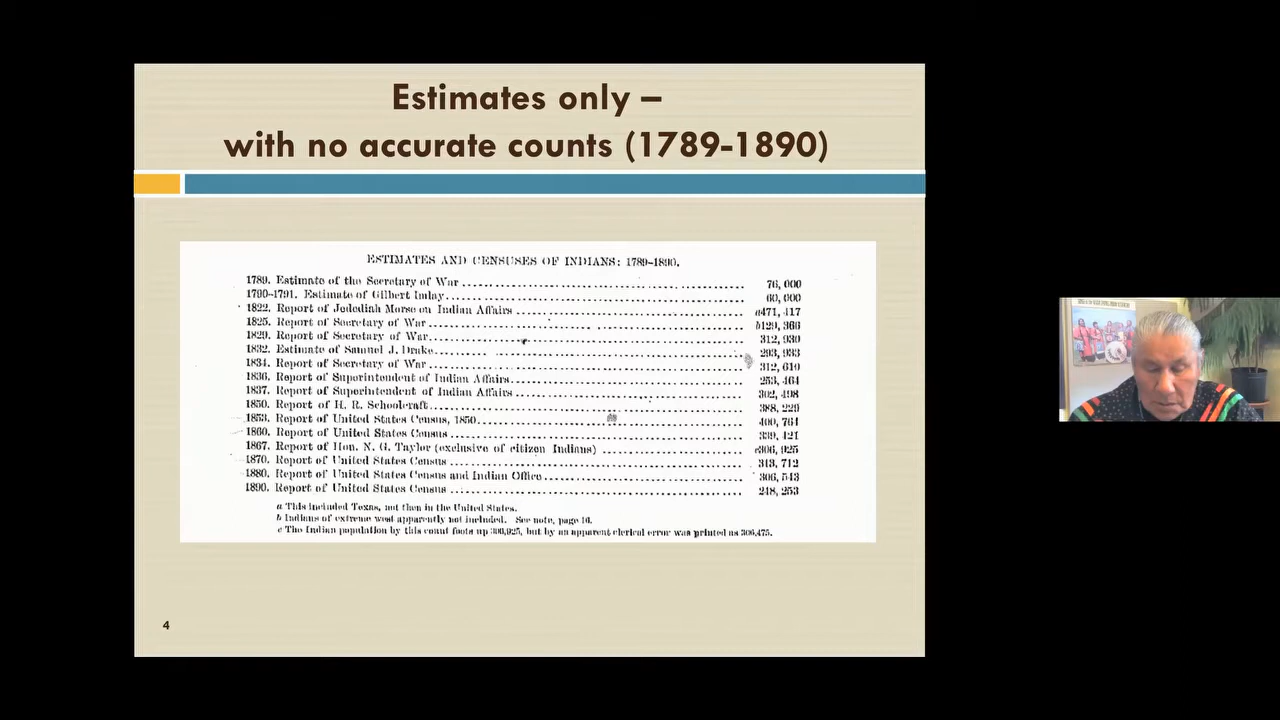 Estimates only –
with no accurate counts (1789-1890)
ESTIMATES AND CENSUSES OF INDIANS: 1789–1890.
1789. Estimate of the Secretary of War 76,000
1790–1791. Estimate of Gilbert Imlay 60,000
1822. Report of Jedediah Morse on Indian Affairs a471,417
1825. Report of Secretary of War b129,366
1829. Report of Secretary of War 312,930
1832. Estimate of Samuel J. Drake 293,933
1834. Report of Secretary of War 312,610
1836. Report of Superintendent of Indian Affairs 253,464
1837. Report of Superintendent of Indian Affairs 302,498
1850. Report of H. R. Schoolcraft 388,229
1853. Report of United States Census, 1850 400,764
1860. Report of United States Census 339,421
1867. Report of Hon. N. G. Taylor (exclusive of citizen Indians) c306,925
1870. Report of United States Census 313,712
1880. Report of United States Census and Indian Office 306,543
1890. Report of United States Census 248,253
a This included Texas, not then in the United States.
b Indians of extreme west apparently not included. See note, page 16.
c The Indian population by this count foots up 306,925, but by an apparent clerical error was printed as 306,475.
4